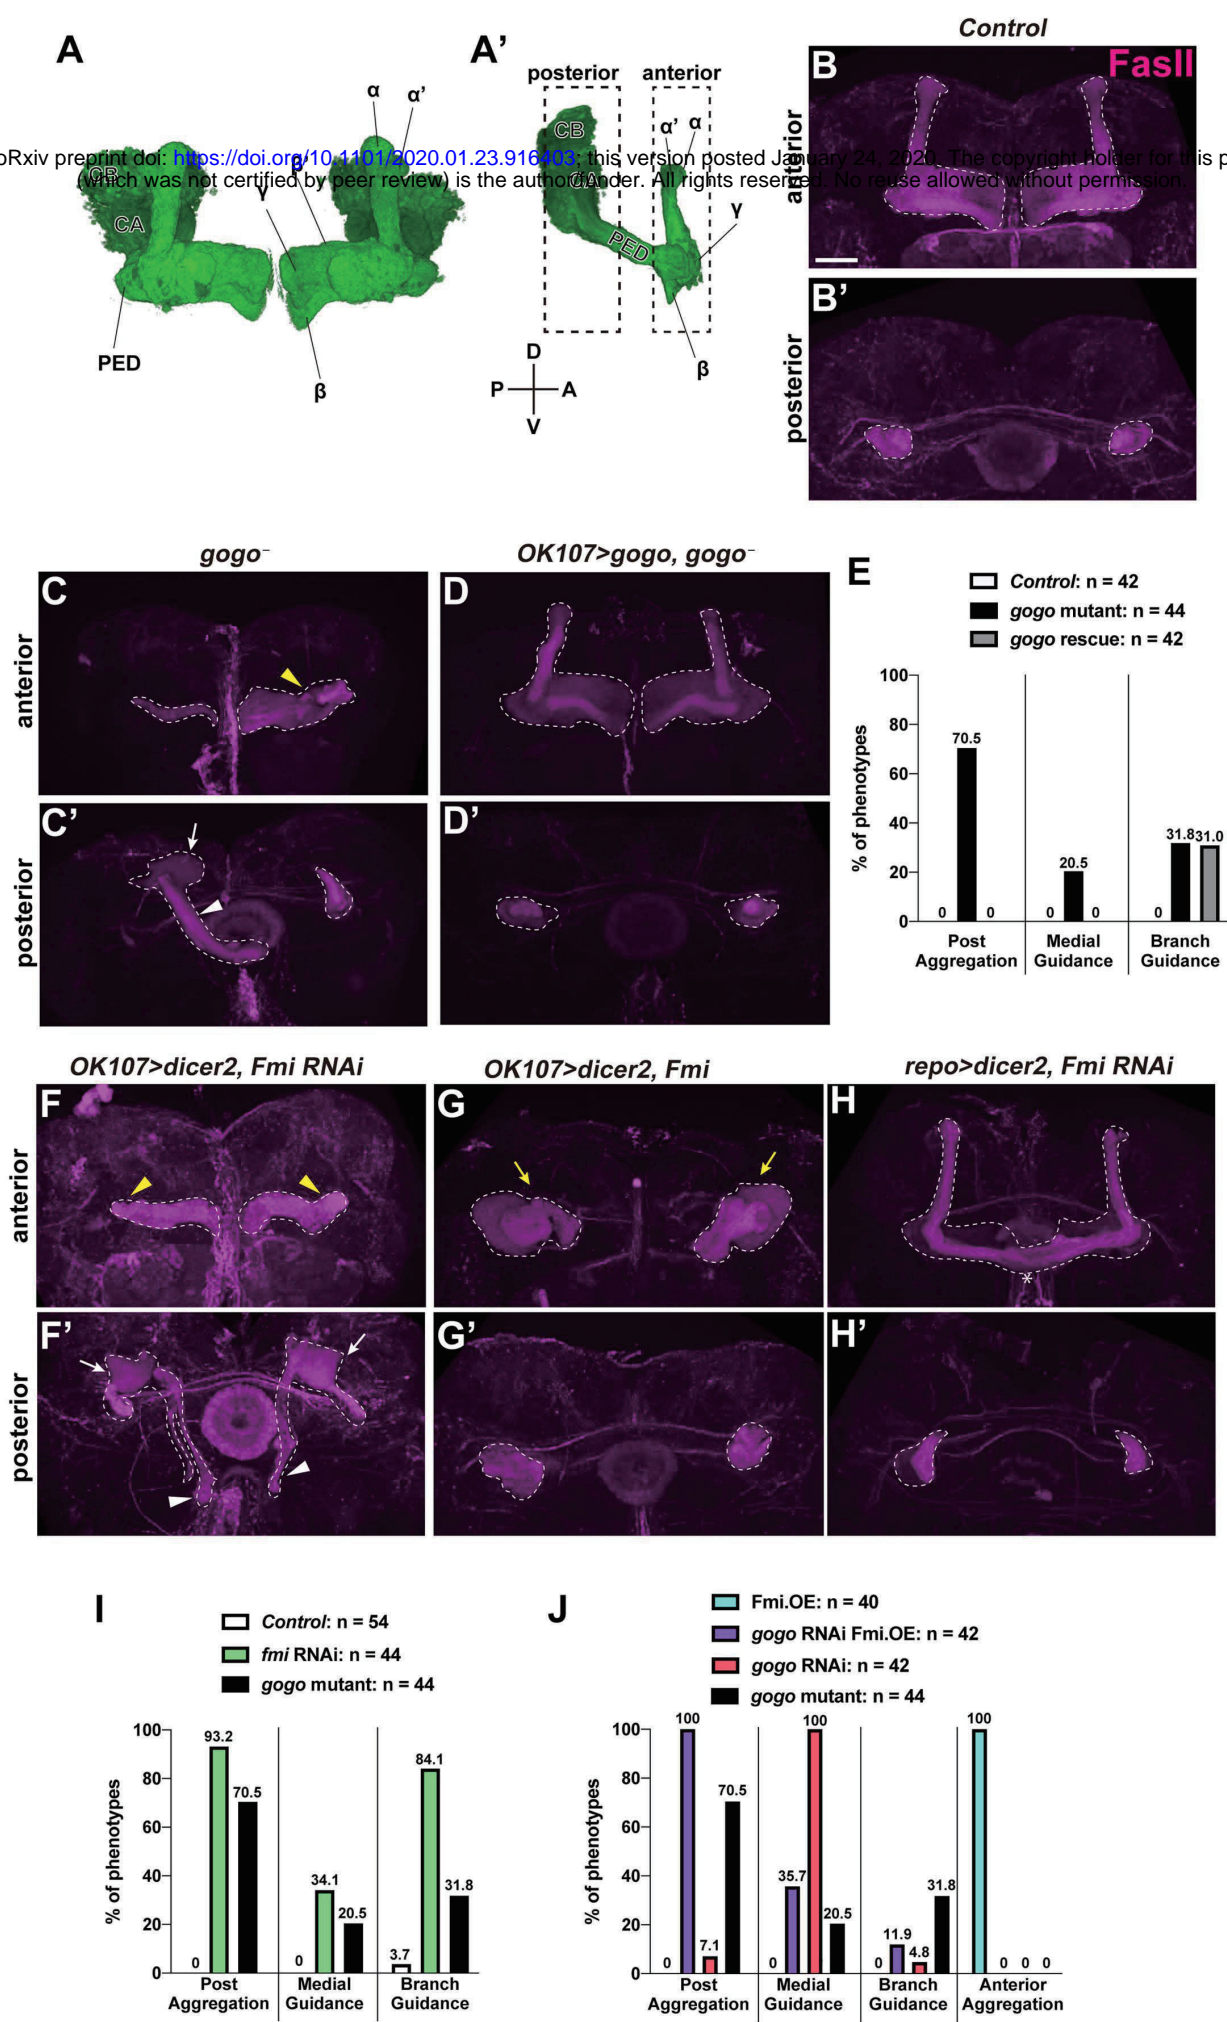 A
A’
Control
posterior
anterior
B
FasII
α
α’
CB
α’
α
anterior
oRxiv preprint doi: https://doi.org/10.1101/2020.01.23.916403; this version posted January 24, 2020. The copyright holder for this p
(which was not certified by peer review) is the author/funder. All rights reserved. No reuse allowed without permission.
CB
β’
γ
CA
CA
γ
PED
B’
posterior
PED
β
β
D
P
A
V
gogo⁻
OK107>gogo, gogo⁻
E
C
D
Control: n = 42
gogo mutant: n = 44
gogo rescue: n = 42
anterior
100
80
60
40
20
0
% of phenotypes
0
70.5
0
0
20.5
0
0
31.8
31.0
Post Aggregation
Medial Guidance
Branch Guidance
C’
D’
posterior
OK107>dicer2, Fmi RNAi
OK107>dicer2, Fmi
repo>dicer2, Fmi RNAi
F
G
H
anterior
*
F’
G’
H’
posterior
I
Control: n = 54
fmi RNAi: n = 44
gogo mutant: n = 44
100
80
60
40
20
0
% of phenotypes
0
93.2
70.5
0
34.1
20.5
3.7
84.1
31.8
Post Aggregation
Medial Guidance
Branch Guidance
J
Fmi.OE: n = 40
gogo RNAi Fmi.OE: n = 42
gogo RNAi: n = 42
gogo mutant: n = 44
100
80
60
40
20
0
% of phenotypes
0
100
7.1
70.5
0
35.7
100
20.5
0
11.9
4.8
31.8
100
0
0
0
Post Aggregation
Medial Guidance
Branch Guidance
Anterior Aggregation